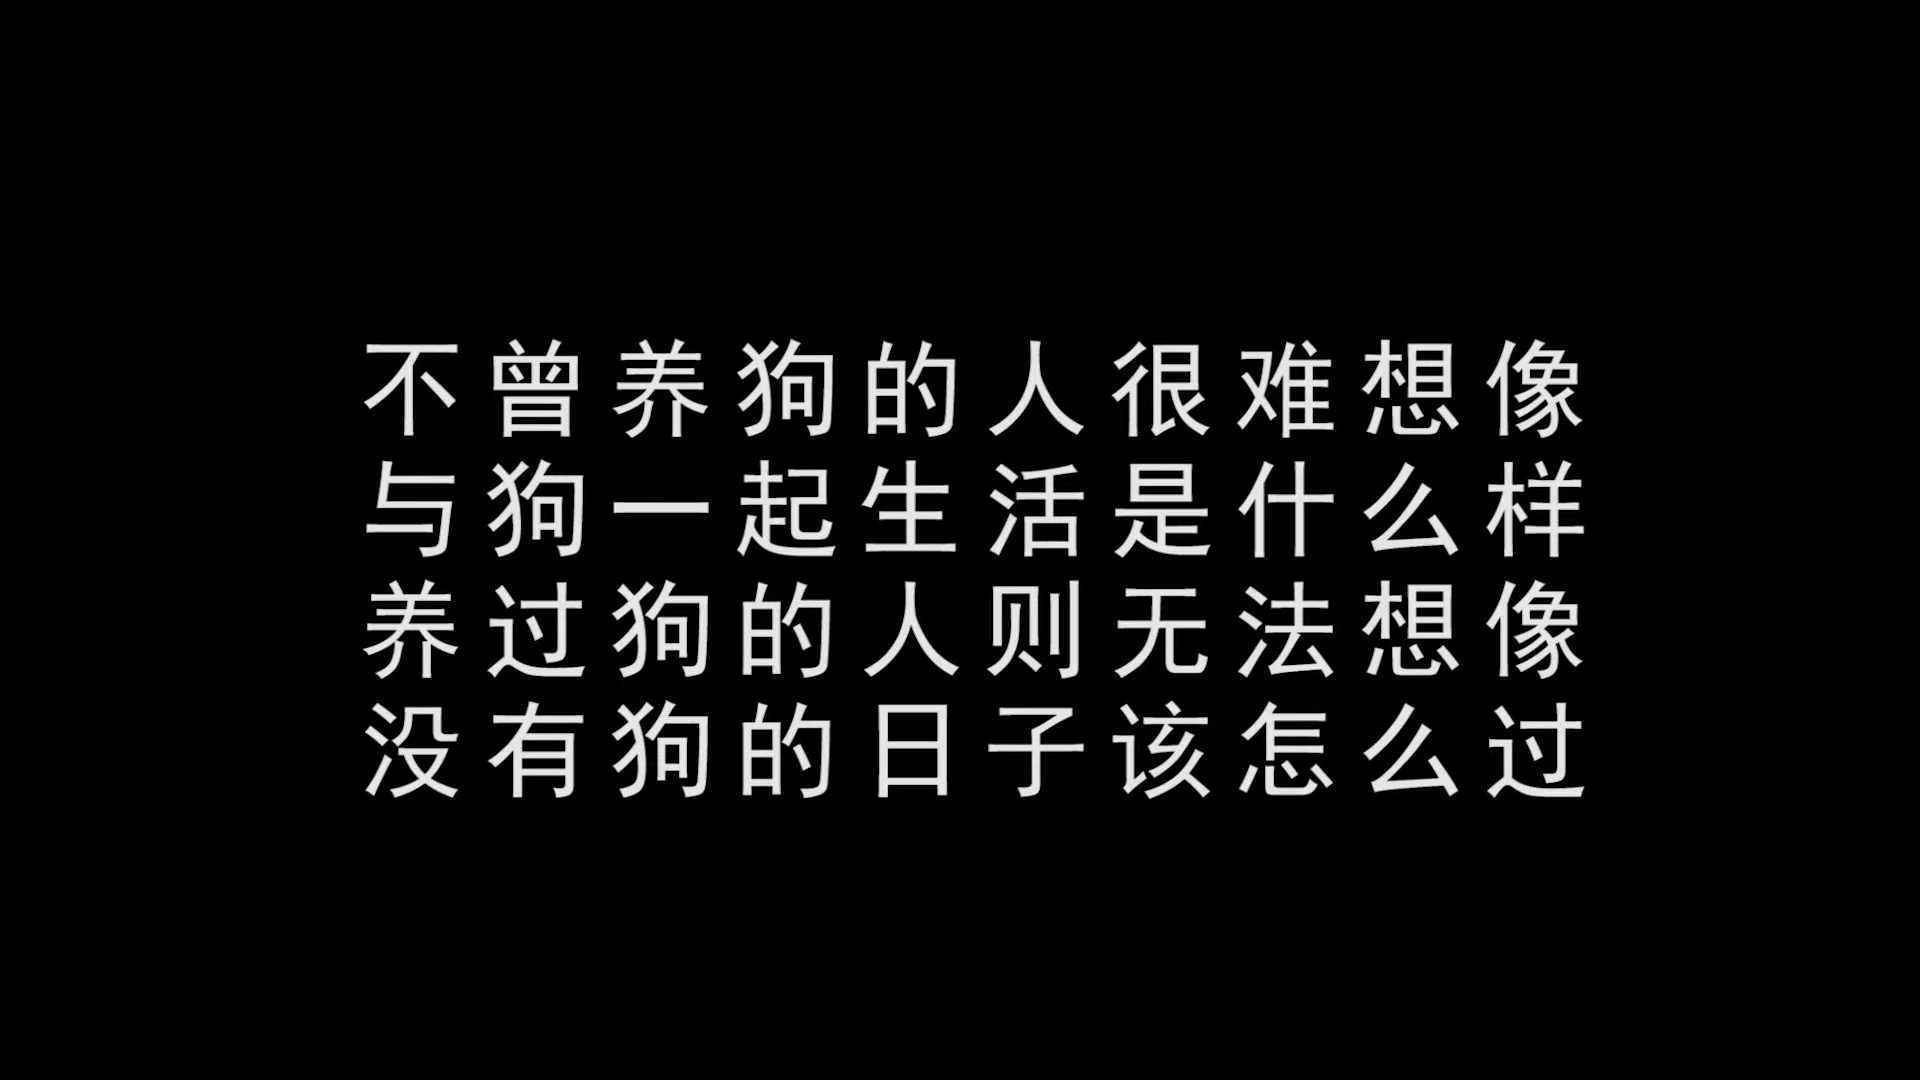 不曾养狗的人很难想像
与狗一起生活是什么样
养过狗的人则无法想像
没有狗的日子该怎么过